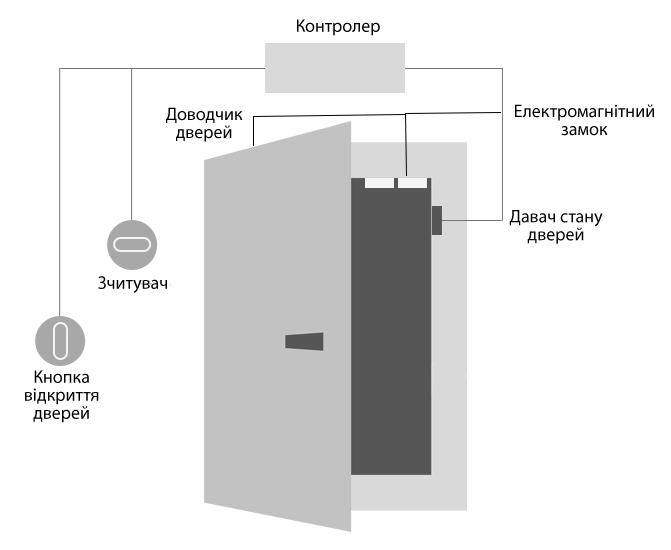 Контролер
Доводчик
дверей
Електромагнітний
замок
Давач стану
дверей
Зчитувач
Кнопка
відкриття
дверей